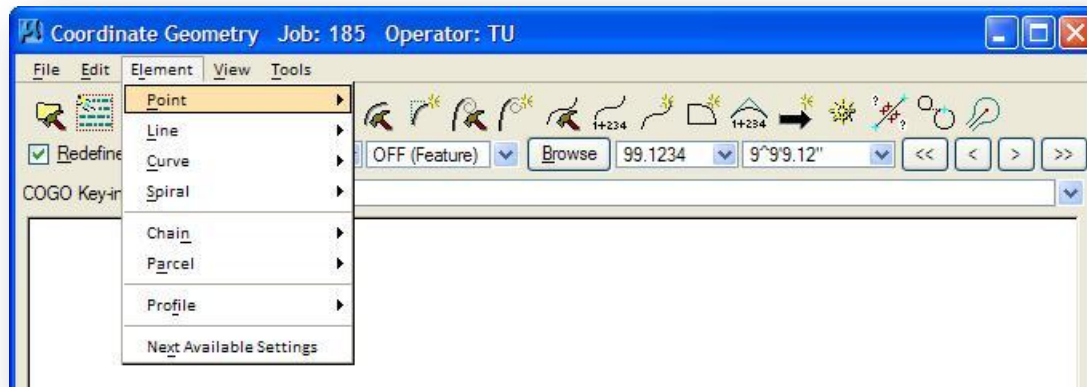 Coordinate Geometry Job: 185 Operator: TU
File Edit Element View Tools
Point
1+234 1+234
Line
Redefine OFF (Feature) Browse 99.1234 9^9'9.12" << < > >>
Curve
COGO Key-in
Spiral
Chain
Parcel
Profile
Next Available Settings